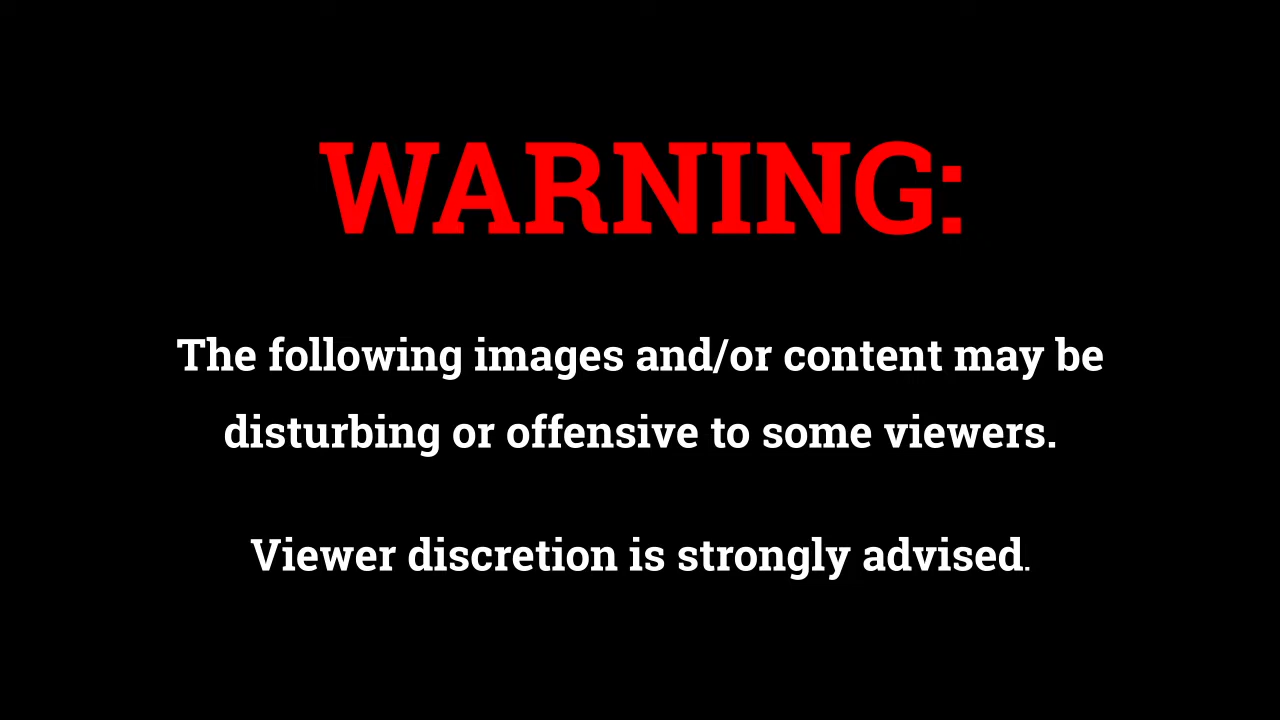 WARNING:
The following images and/or content may be
disturbing or offensive to some viewers.
Viewer discretion is strongly advised.